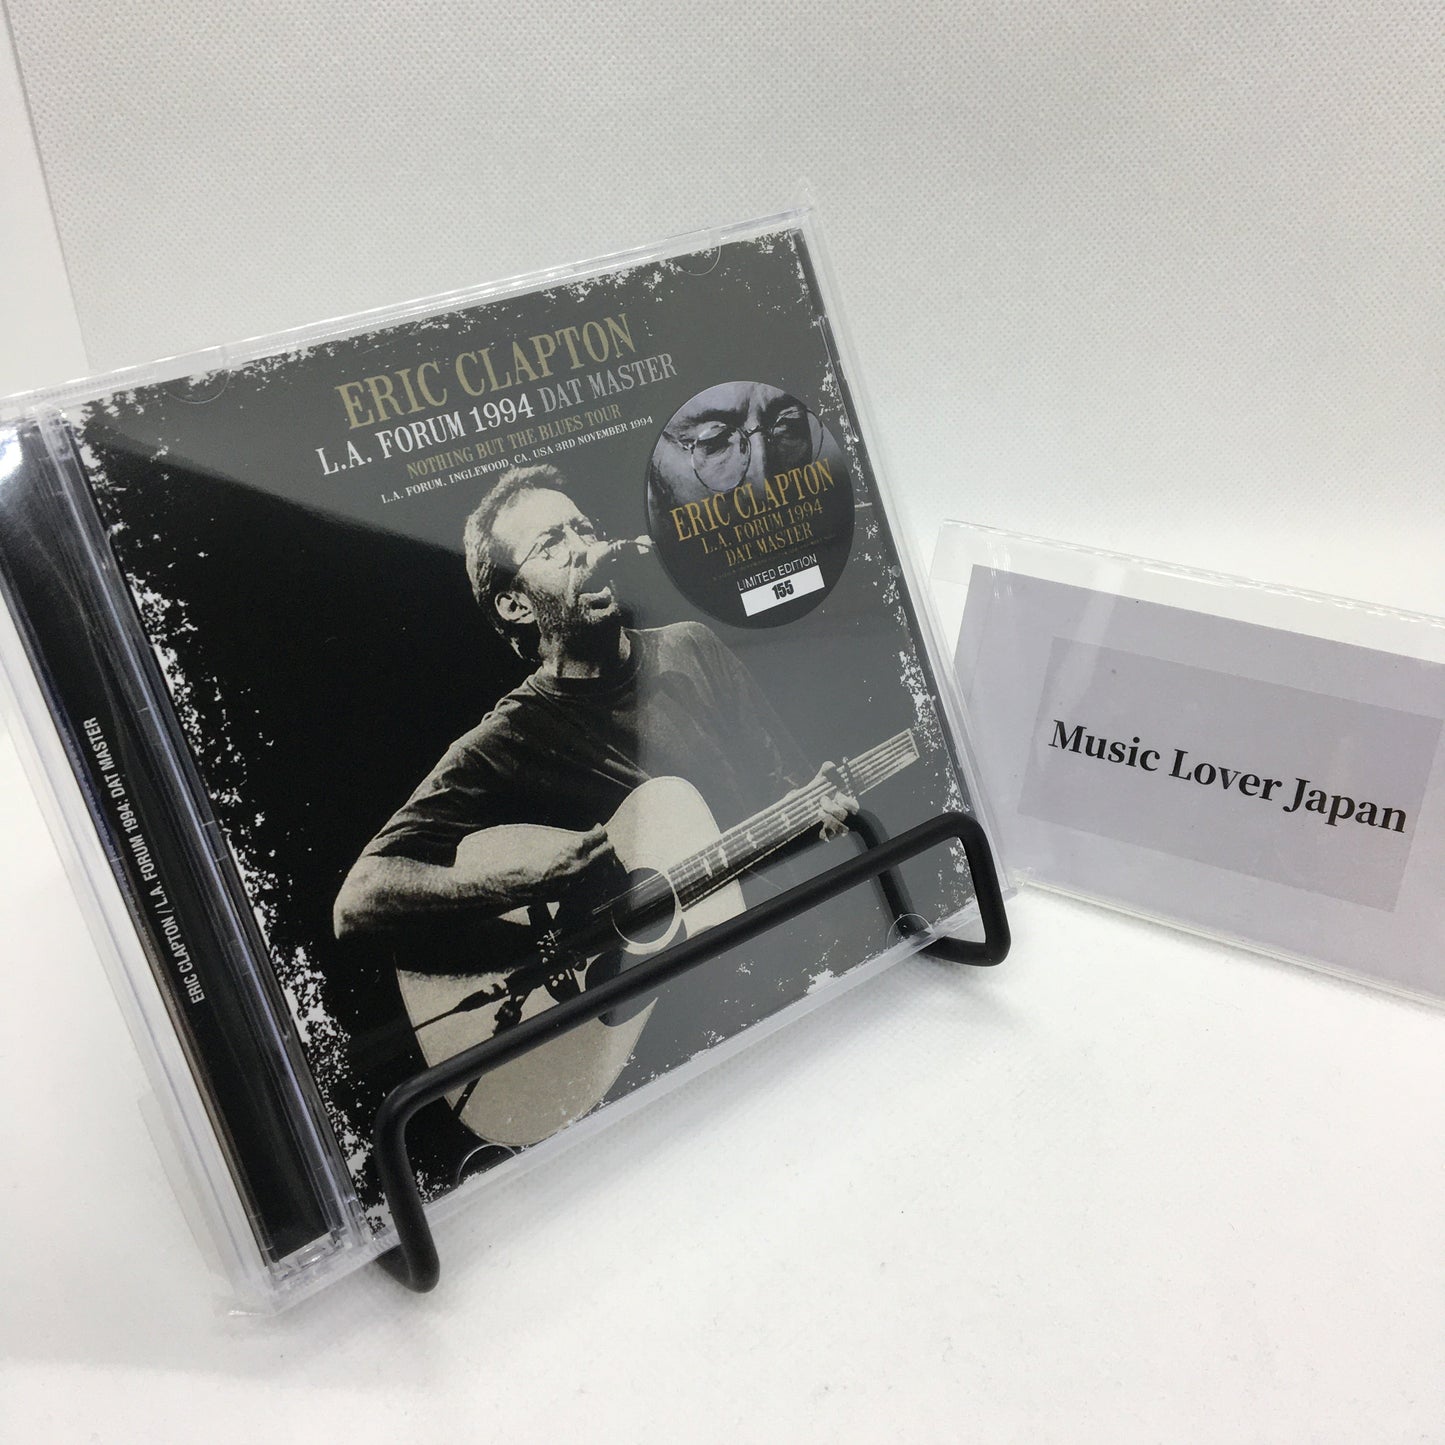 ERIC CLAPTON
L.A. FORUM 1994 DAT MASTER
NOTHING BUT THE BLUES TOUR
L.A. FORUM, INGLEWOOD, CA, USA 3RD NOVEMBER 1994
ERIC CLAPTON
L.A. FORUM 1994
DAT MASTER
LIMITED EDITION
155
ERIC CLAPTON / L.A. FORUM 1994: DAT MASTER
Music Lover Japan